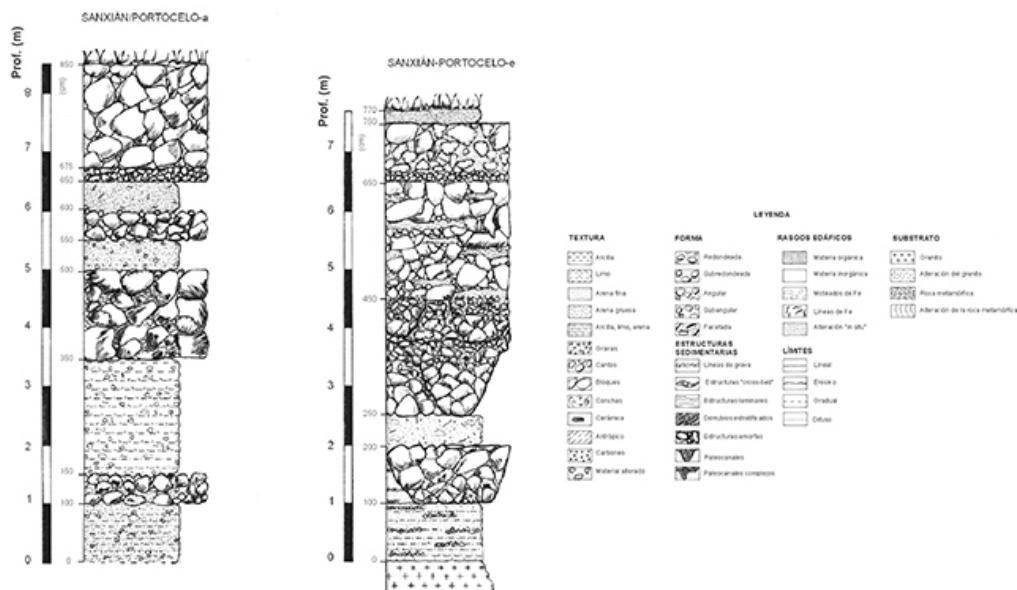 SANXIÁN/PORTOCELO-a
Prof. (m)
(cm)
850
8
7
675
650
6
600
550
5
500
4
350
3
2
150
1
100
0
0
SANXIÁN-PORTOCELO-e
Prof. (m)
(cm)
770
750
7
650
6
5
450
4
3
250
2
200
1
100
0
0
LEYENDA
TEXTURA
Arcilla
Limo
Arena fina
Arena gruesa
Arcilla, limo, arena
Gravas
Cantos
Bloques
Conchas
Cerámica
Antrópico
Carbones
Material alterado
FORMA
Redondeada
Subredondeada
Angular
Subangular
Facetada
ESTRUCTURAS
SEDIMENTARIAS
Líneas de grava
Estructuras "cross-bed"
Estructuras laminares
Derrubios estratificados
Estructuras amorfas
Paleocanales
Paleocanales complejos
RASGOS EDÁFICOS
Materia orgánica
Materia inorgánica
Moteados de Fe
Líneas de Fe
Alteración "in situ"
LÍMITES
Lineal
Erosivo
Gradual
Difuso
SUBSTRATO
Granito
Alteración del granito
Roca metamórfica
Alteración de la roca metamórfica